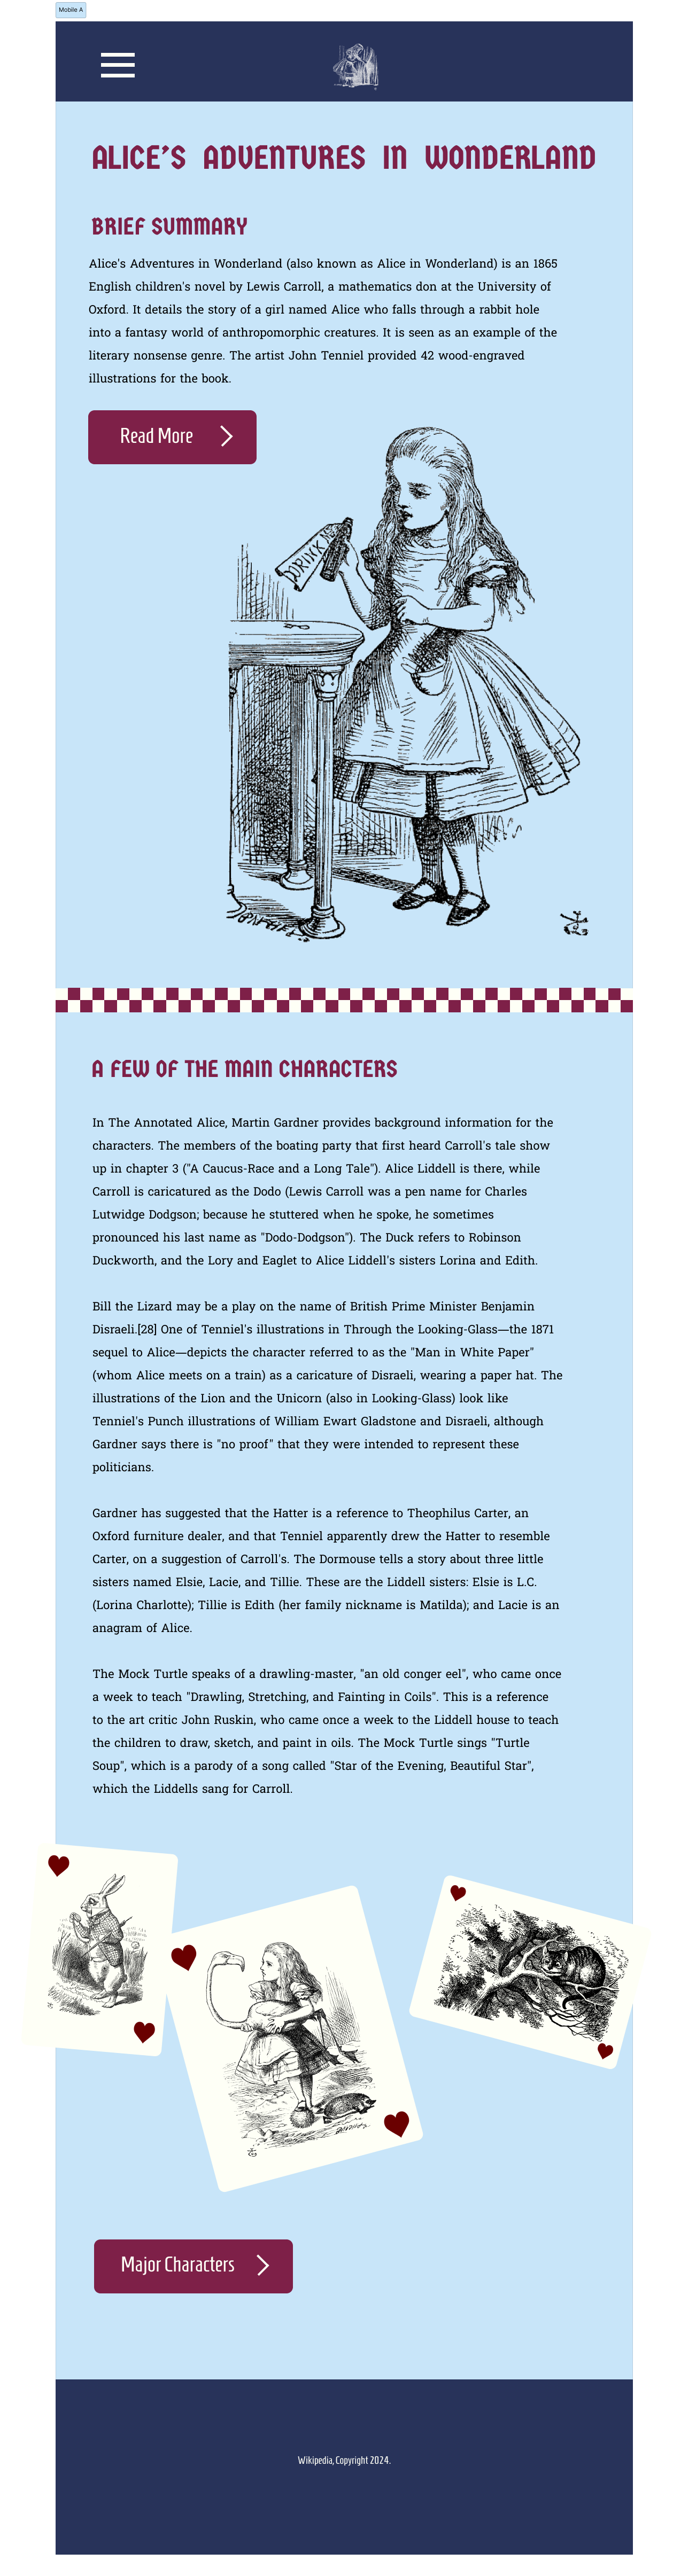 Mobile A
ALICE'S ADVENTURES IN WONDERLAND
BRIEF SUMMARY
Alice's Adventures in Wonderland (also known as Alice in Wonderland) is an 1865
English children's novel by Lewis Carroll, a mathematics don at the University of
Oxford. It details the story of a girl named Alice who falls through a rabbit hole
into a fantasy world of anthropomorphic creatures. It is seen as an example of the
literary nonsense genre. The artist John Tenniel provided 42 wood-engraved
illustrations for the book.
Read More
DRINK ME
A FEW OF THE MAIN CHARACTERS
In The Annotated Alice, Martin Gardner provides background information for the
characters. The members of the boating party that first heard Carroll's tale show
up in chapter 3 ("A Caucus-Race and a Long Tale"). Alice Liddell is there, while
Carroll is caricatured as the Dodo (Lewis Carroll was a pen name for Charles
Lutwidge Dodgson; because he stuttered when he spoke, he sometimes
pronounced his last name as "Dodo-Dodgson"). The Duck refers to Robinson
Duckworth, and the Lory and Eaglet to Alice Liddell's sisters Lorina and Edith.
Bill the Lizard may be a play on the name of British Prime Minister Benjamin
Disraeli.[28] One of Tenniel's illustrations in Through the Looking-Glass—the 1871
sequel to Alice—depicts the character referred to as the "Man in White Paper"
(whom Alice meets on a train) as a caricature of Disraeli, wearing a paper hat. The
illustrations of the Lion and the Unicorn (also in Looking-Glass) look like
Tenniel's Punch illustrations of William Ewart Gladstone and Disraeli, although
Gardner says there is "no proof" that they were intended to represent these
politicians.
Gardner has suggested that the Hatter is a reference to Theophilus Carter, an
Oxford furniture dealer, and that Tenniel apparently drew the Hatter to resemble
Carter, on a suggestion of Carroll's. The Dormouse tells a story about three little
sisters named Elsie, Lacie, and Tillie. These are the Liddell sisters: Elsie is L.C.
(Lorina Charlotte); Tillie is Edith (her family nickname is Matilda); and Lacie is an
anagram of Alice.
The Mock Turtle speaks of a drawling-master, "an old conger eel", who came once
a week to teach "Drawling, Stretching, and Fainting in Coils". This is a reference
to the art critic John Ruskin, who came once a week to the Liddell house to teach
the children to draw, sketch, and paint in oils. The Mock Turtle sings "Turtle
Soup", which is a parody of a song called "Star of the Evening, Beautiful Star",
which the Liddells sang for Carroll.
Major Characters
Wikipedia, Copyright 2024.